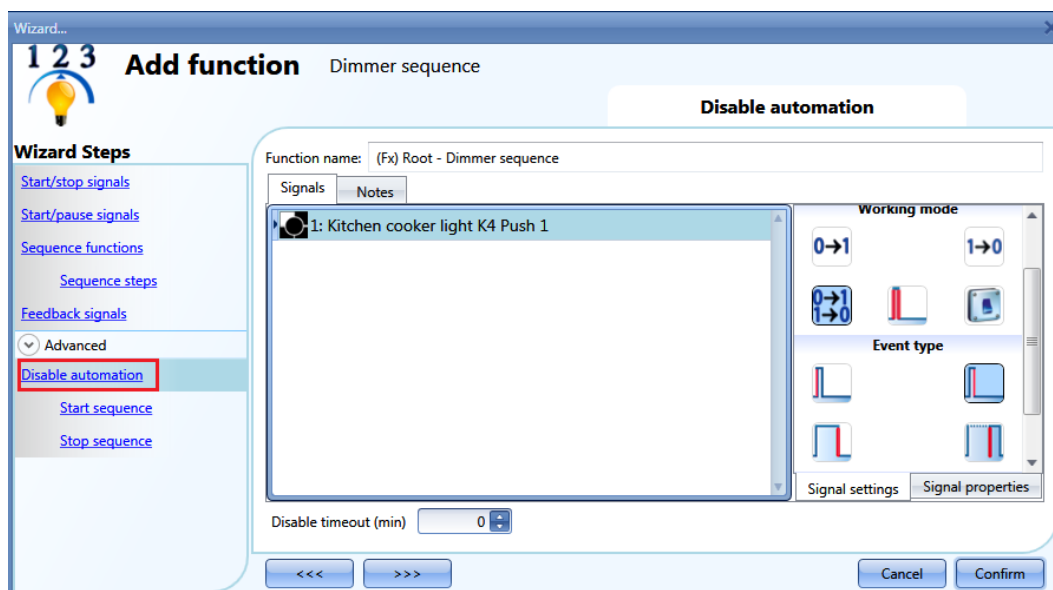 Wizard...
1 2 3
Add function Dimmer sequence
Disable automation
Wizard Steps
Start/stop signals
Start/pause signals
Sequence functions
Sequence steps
Feedback signals
Advanced
Disable automation
Start sequence
Stop sequence
Function name: (Fx) Root - Dimmer sequence
Signals Notes
1: Kitchen cooker light K4 Push 1
Working mode
0→1 1→0
0→1
1→0
Event type
Signal settings Signal properties
Disable timeout (min) 0
<<< >>> Cancel Confirm